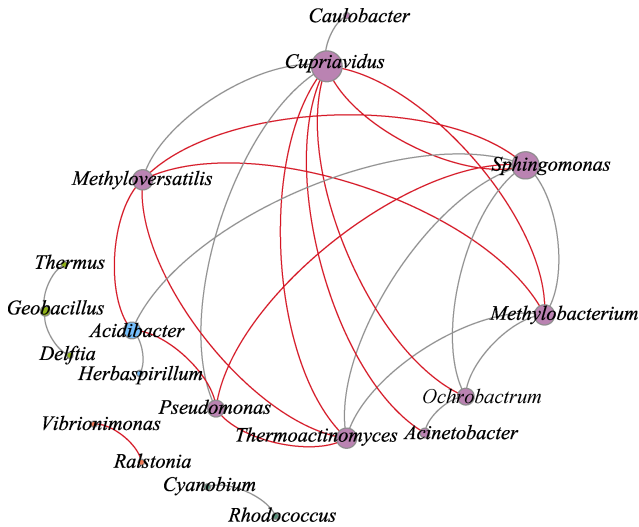 Caulobacter
Cupriavidus
Sphingomonas
Methyloversatilis
Thermus
Geobacillus
Methylobacterium
Acidibacter
Delftia
Herbaspirillum
Ochrobactrum
Pseudomonas
Vibrionimonas
Thermoactinomyces
Acinetobacter
Ralstonia
Cyanobium
Rhodococcus